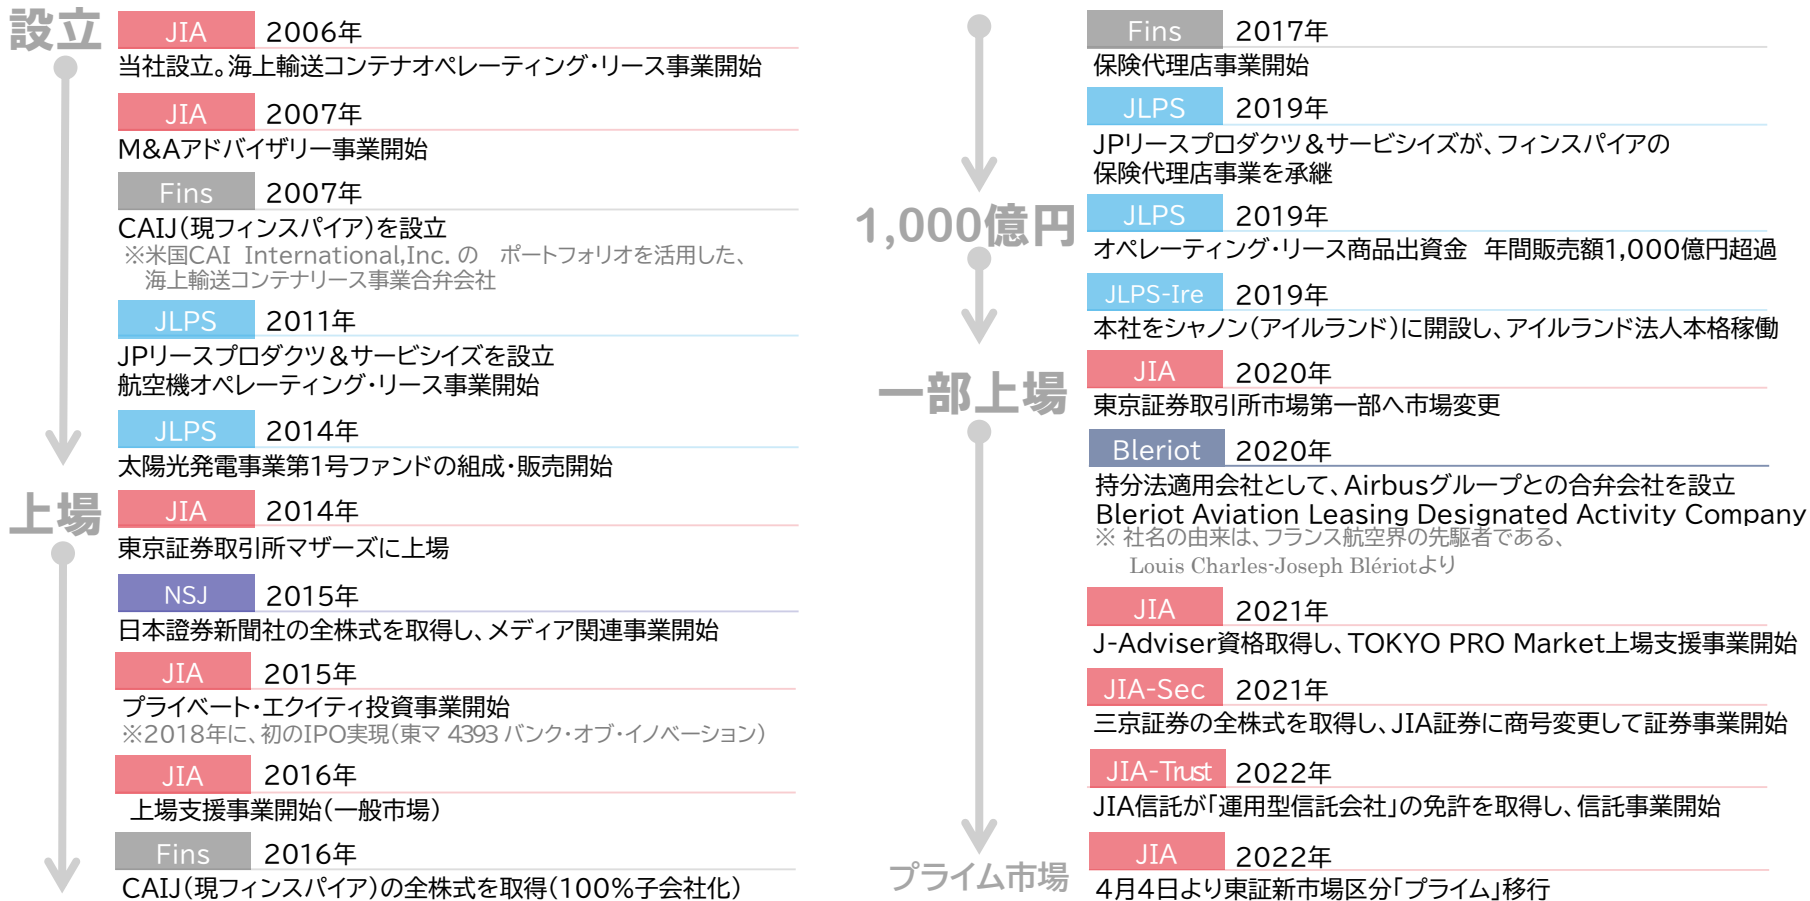 設立
JIA 2006年
当社設立。海上輸送コンテナオペレーティング・リース事業開始
JIA 2007年
M&Aアドバイザリー事業開始
Fins 2007年
CAIJ(現フィンスパイア)を設立
※米国CAI International,Inc. の ポートフォリオを活用した、
海上輸送コンテナリース事業合弁会社
JLPS 2011年
JPリースプロダクツ&サービシイズを設立
航空機オペレーティング・リース事業開始
JLPS 2014年
太陽光発電事業第1号ファンドの組成・販売開始
上場
JIA 2014年
東京証券取引所マザーズに上場
NSJ 2015年
日本證券新聞社の全株式を取得し、メディア関連事業開始
JIA 2015年
プライベート・エクイティ投資事業開始
※2018年に、初のIPO実現(東マ 4393 バンク・オブ・イノベーション)
JIA 2016年
上場支援事業開始(一般市場)
Fins 2016年
CAIJ(現フィンスパイア)の全株式を取得(100%子会社化)
Fins 2017年
保険代理店事業開始
JLPS 2019年
JPリースプロダクツ&サービシイズが、フィンスパイアの
保険代理店事業を承継
1,000億円
JLPS 2019年
オペレーティング・リース商品出資金 年間販売額1,000億円超過
JLPS-Ire 2019年
本社をシャノン(アイルランド)に開設し、アイルランド法人本格稼働
一部上場
JIA 2020年
東京証券取引所市場第一部へ市場変更
Bleriot 2020年
持分法適用会社として、Airbusグループとの合弁会社を設立
Bleriot Aviation Leasing Designated Activity Company
※ 社名の由来は、フランス航空界の先駆者である、
Louis Charles-Joseph Blériotより
JIA 2021年
J-Adviser資格取得し、TOKYO PRO Market上場支援事業開始
JIA-Sec 2021年
三京証券の全株式を取得し、JIA証券に商号変更して証券事業開始
JIA-Trust 2022年
JIA信託が「運用型信託会社」の免許を取得し、信託事業開始
プライム市場
JIA 2022年
4月4日より東証新市場区分「プライム」移行